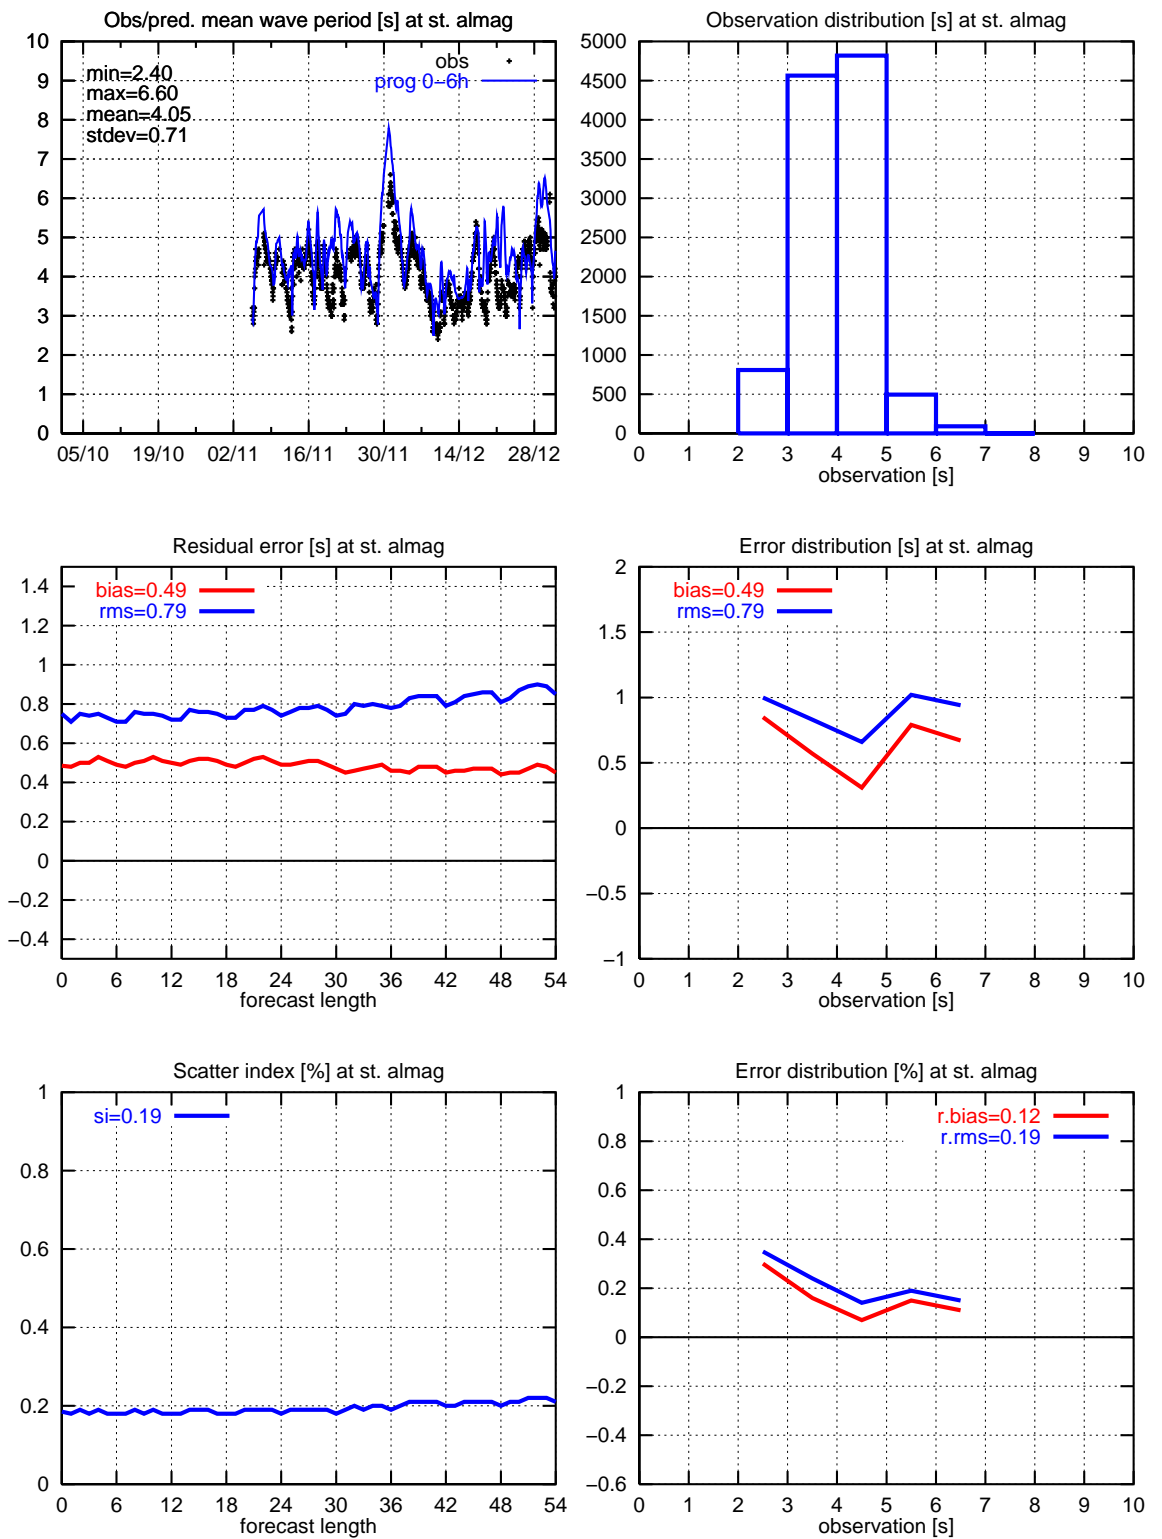 Obs/pred. mean wave period [s] at st. almag
10
9
8
7
6
5
4
3
2
1
0
min=2.40
max=6.60
mean=4.05
stdev=0.71
obs
prog 0−6h
05/10 19/10 02/11 16/11 30/11 14/12 28/12
Observation distribution [s] at st. almag
5000
4500
4000
3500
3000
2500
2000
1500
1000
500
0
0 1 2 3 4 5 6 7 8 9 10
observation [s]
Residual error [s] at st. almag
1.4
1.2
1
0.8
0.6
0.4
0.2
0
−0.2
−0.4
bias=0.49
rms=0.79
0 6 12 18 24 30 36 42 48 54
forecast length
Error distribution [s] at st. almag
2
1.5
1
0.5
0
−0.5
−1
bias=0.49
rms=0.79
0 1 2 3 4 5 6 7 8 9 10
observation [s]
Scatter index [%] at st. almag
1
0.8
0.6
0.4
0.2
0
si=0.19
0 6 12 18 24 30 36 42 48 54
forecast length
Error distribution [%] at st. almag
1
0.8
0.6
0.4
0.2
0
−0.2
−0.4
−0.6
r.bias=0.12
r.rms=0.19
0 1 2 3 4 5 6 7 8 9 10
observation [s]